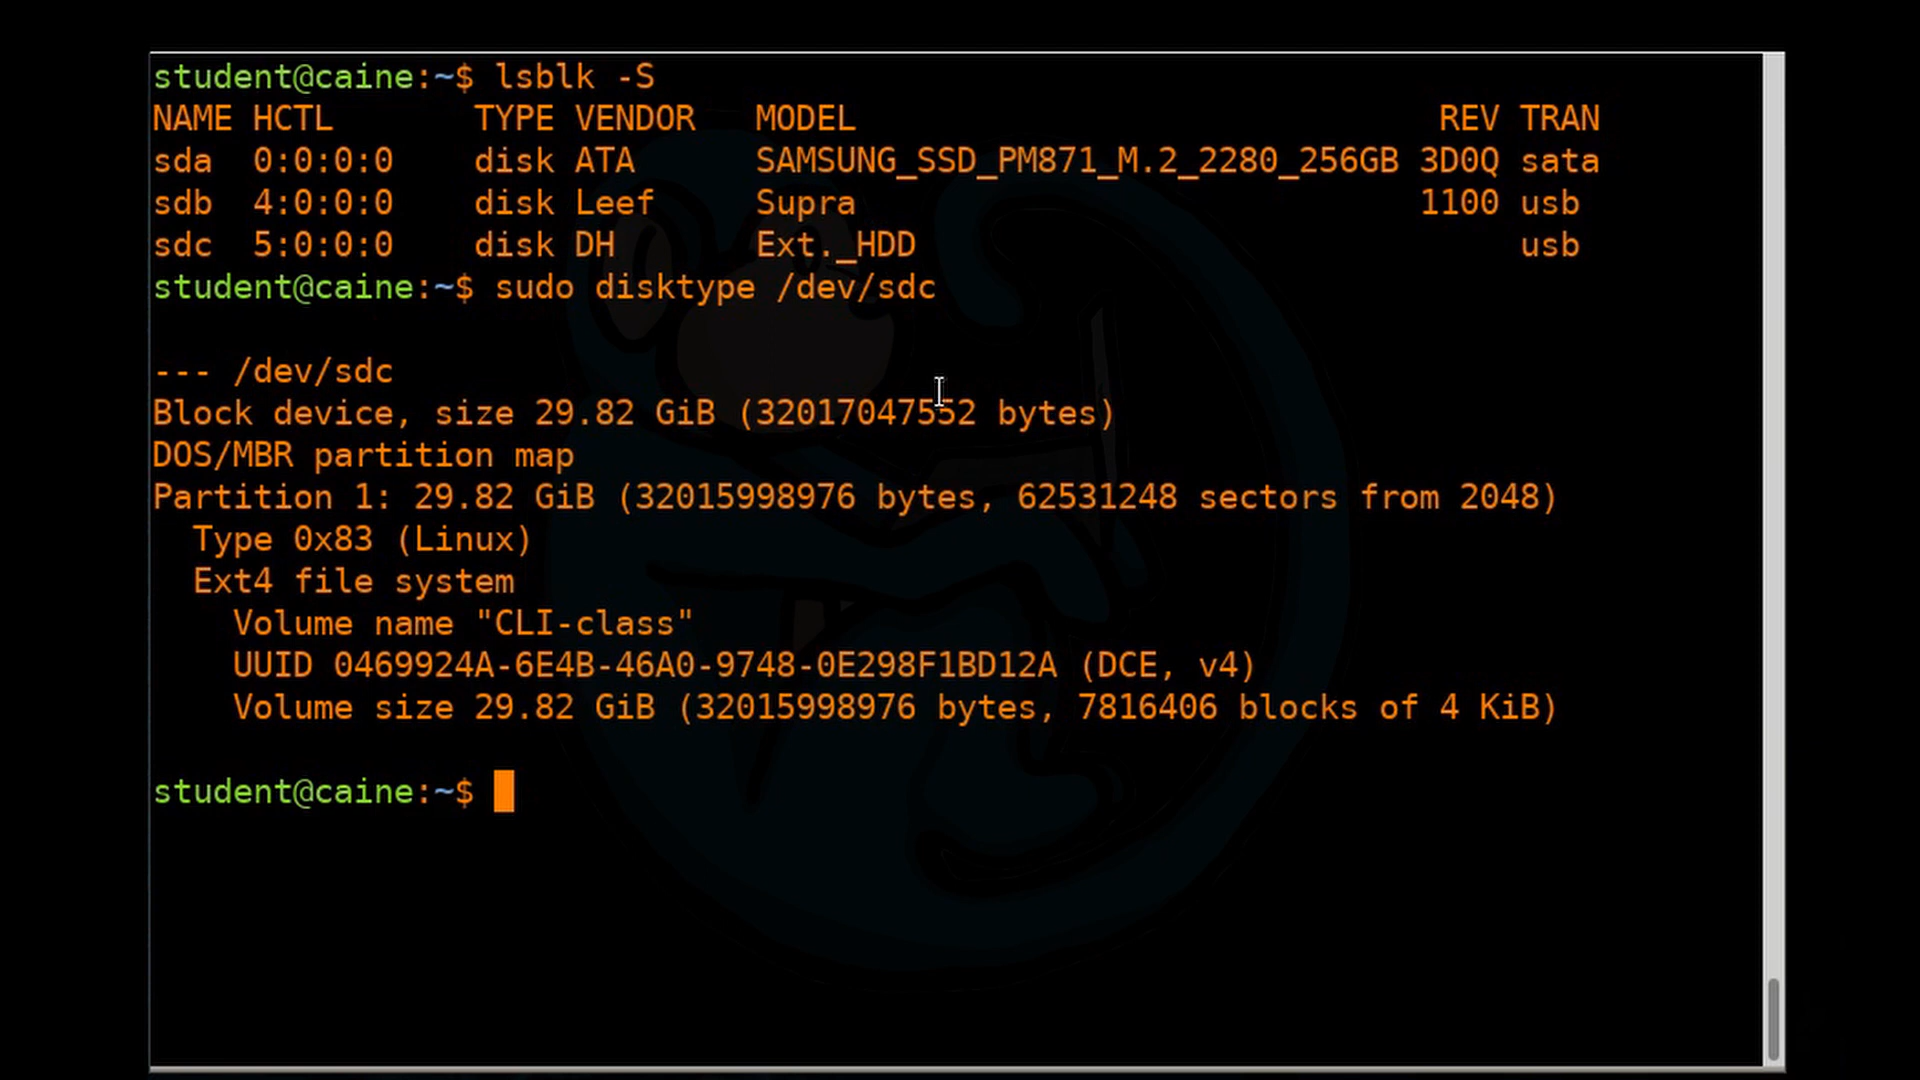 student@caine:~$ lsblk -S
NAME HCTL       TYPE VENDOR   MODEL                             REV TRAN
sda  0:0:0:0    disk ATA      SAMSUNG_SSD_PM871_M.2_2280_256GB 3D0Q sata
sdb  4:0:0:0    disk Leef     Supra                            1100 usb
sdc  5:0:0:0    disk DH       Ext._HDD                              usb
student@caine:~$ sudo disktype /dev/sdc
--- /dev/sdc
Block device, size 29.82 GiB (32017047552 bytes)
DOS/MBR partition map
Partition 1: 29.82 GiB (32015998976 bytes, 62531248 sectors from 2048)
  Type 0x83 (Linux)
  Ext4 file system
    Volume name "CLI-class"
    UUID 0469924A-6E4B-46A0-9748-0E298F1BD12A (DCE, v4)
    Volume size 29.82 GiB (32015998976 bytes, 7816406 blocks of 4 KiB)
student@caine:~$